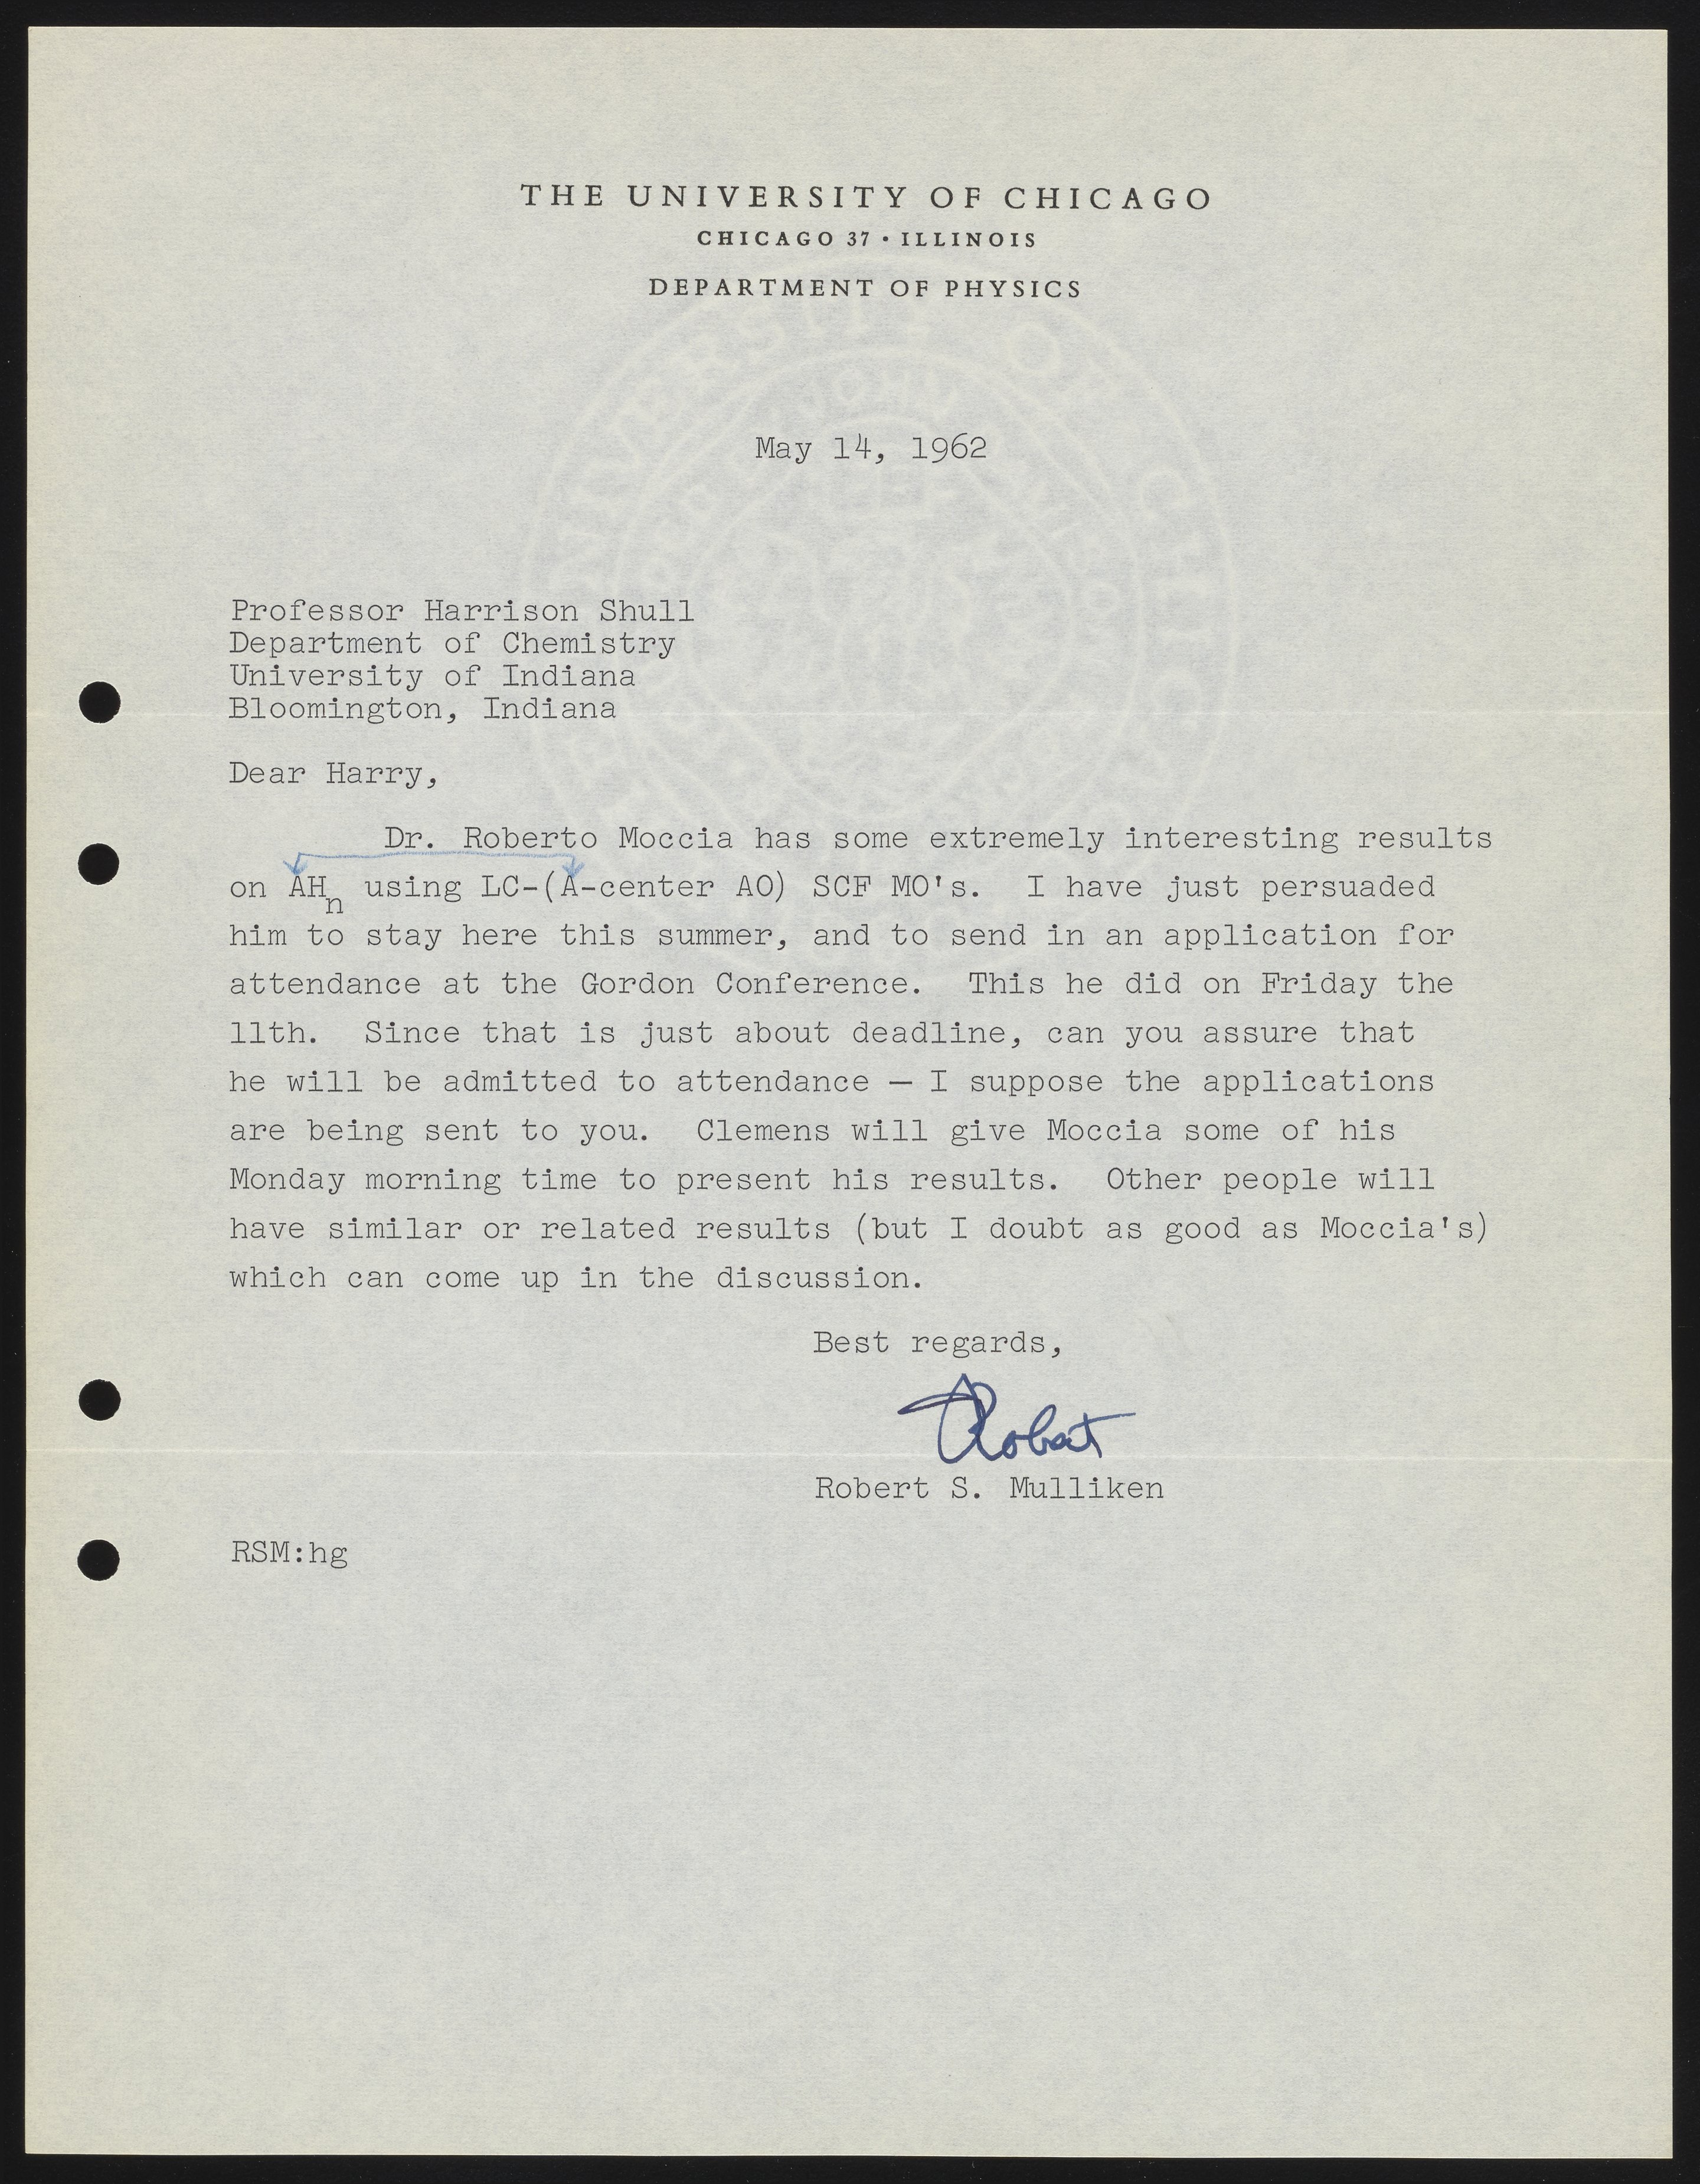 THE UNIVERSITY OF CHICAGO
CHICAGO 37 • ILLINOIS
DEPARTMENT OF PHYSICS
May 14, 1962
Professor Harrison Shull
Department of Chemistry
University of Indiana
Bloomington, Indiana
Dear Harry,
Dr. Roberto Moccia has some extremely interesting results
on AHn using LC-(A-center AO) SCF MO's.  I have just persuaded
him to stay here this summer, and to send in an application for
attendance at the Gordon Conference.  This he did on Friday the
11th.  Since that is just about deadline, can you assure that
he will be admitted to attendance — I suppose the applications
are being sent to you.  Clemens will give Moccia some of his
Monday morning time to present his results.  Other people will
have similar or related results (but I doubt as good as Moccia's)
which can come up in the discussion.
Best regards,
Robert
Robert S. Mulliken
RSM:hg